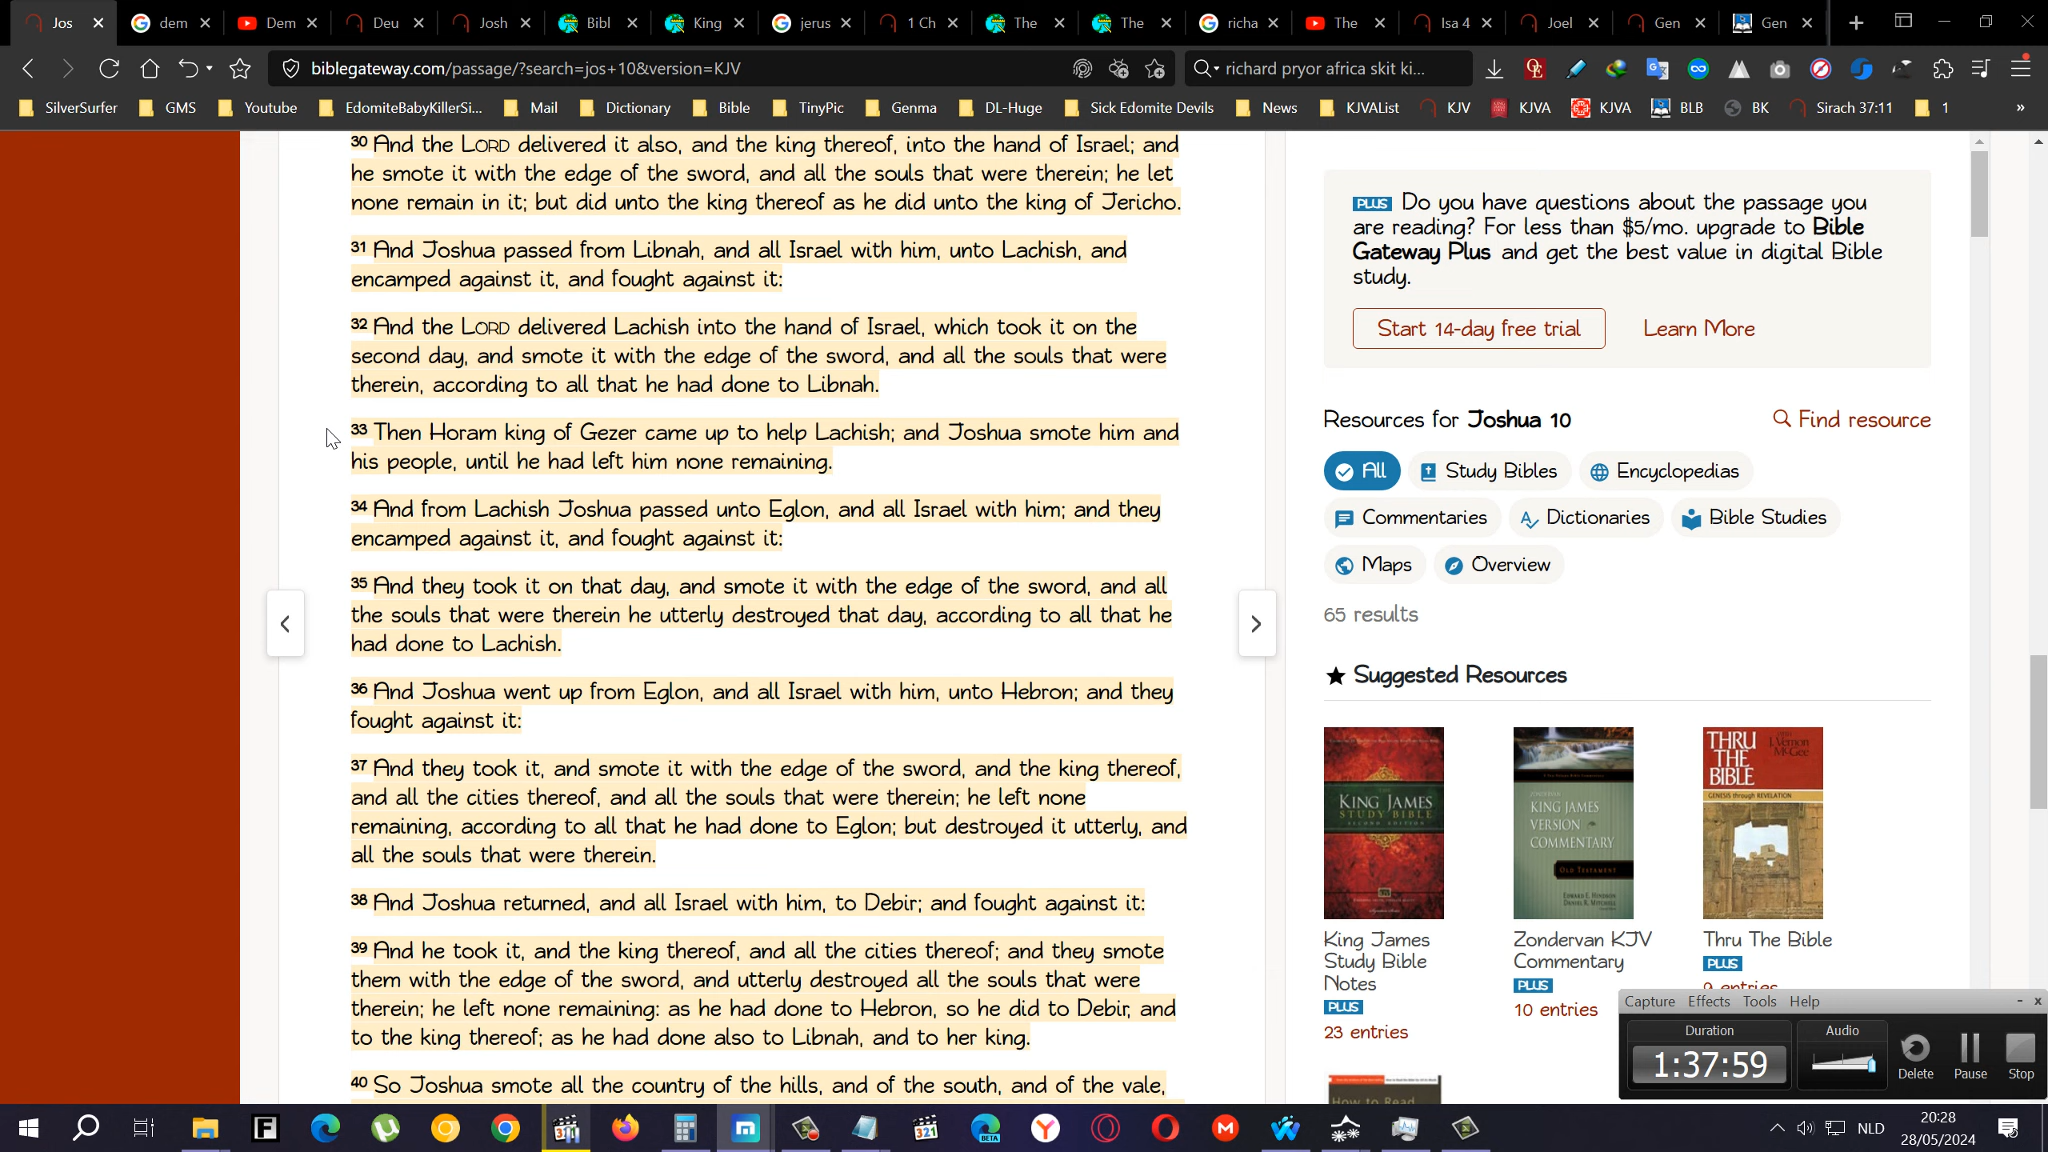 Jos
dem
Dem
Deu
Josh
Bibl
King
jerus
1 Ch
The
The
richa
The
Isa 4
Joel
Gen
Gen
biblegateway.com/passage/?search=jos+10&version=KJV
richard pryor africa skit ki...
SilverSurfer
GMS
Youtube
EdomiteBabyKillerSi...
Mail
Dictionary
Bible
TinyPic
Genma
DL-Huge
Sick Edomite Devils
News
KJVAList
KJV
KJVA
KJVA
BLB
BK
Sirach 37:11
1
»
30 And the LORD delivered it also, and the king thereof, into the hand of Israel; and
he smote it with the edge of the sword, and all the souls that were therein; he let
none remain in it; but did unto the king thereof as he did unto the king of Jericho.
31 And Joshua passed from Libnah, and all Israel with him, unto Lachish, and
encamped against it, and fought against it:
32 And the LORD delivered Lachish into the hand of Israel, which took it on the
second day, and smote it with the edge of the sword, and all the souls that were
therein, according to all that he had done to Libnah.
33 Then Horam king of Gezer came up to help Lachish; and Joshua smote him and
his people, until he had left him none remaining.
34 And from Lachish Joshua passed unto Eglon, and all Israel with him; and they
encamped against it, and fought against it:
35 And they took it on that day, and smote it with the edge of the sword, and all
the souls that were therein he utterly destroyed that day, according to all that he
had done to Lachish.
36 And Joshua went up from Eglon, and all Israel with him, unto Hebron; and they
fought against it:
37 And they took it, and smote it with the edge of the sword, and the king thereof,
and all the cities thereof, and all the souls that were therein; he left none
remaining, according to all that he had done to Eglon; but destroyed it utterly, and
all the souls that were therein.
38 And Joshua returned, and all Israel with him, to Debir; and fought against it:
39 And he took it, and the king thereof, and all the cities thereof; and they smote
them with the edge of the sword, and utterly destroyed all the souls that were
therein; he left none remaining: as he had done to Hebron, so he did to Debir, and
to the king thereof; as he had done also to Libnah, and to her king.
40 So Joshua smote all the country of the hills, and of the south, and of the vale,
PLUS Do you have questions about the passage you
are reading? For less than $5/mo. upgrade to Bible
Gateway Plus and get the best value in digital Bible
study.
Start 14-day free trial
Learn More
Resources for Joshua 10
Find resource
All
Study Bibles
Encyclopedias
Commentaries
Dictionaries
Bible Studies
Maps
Overview
65 results
Suggested Resources
KING JAMES
STUDY BIBLE
SECOND EDITION
KING JAMES
VERSION
COMMENTARY
OLD TESTAMENT
THRU
THE
BIBLE
J. Vernon
McGee
GENESIS through REVELATION
King James
Study Bible
Notes
PLUS
23 entries
Zondervan KJV
Commentary
PLUS
10 entries
Thru The Bible
PLUS
9 entries
How to Read
Capture
Effects
Tools
Help
Duration
1:37:59
Audio
Delete
Pause
Stop
321
BETA
NLD
20:28
28/05/2024